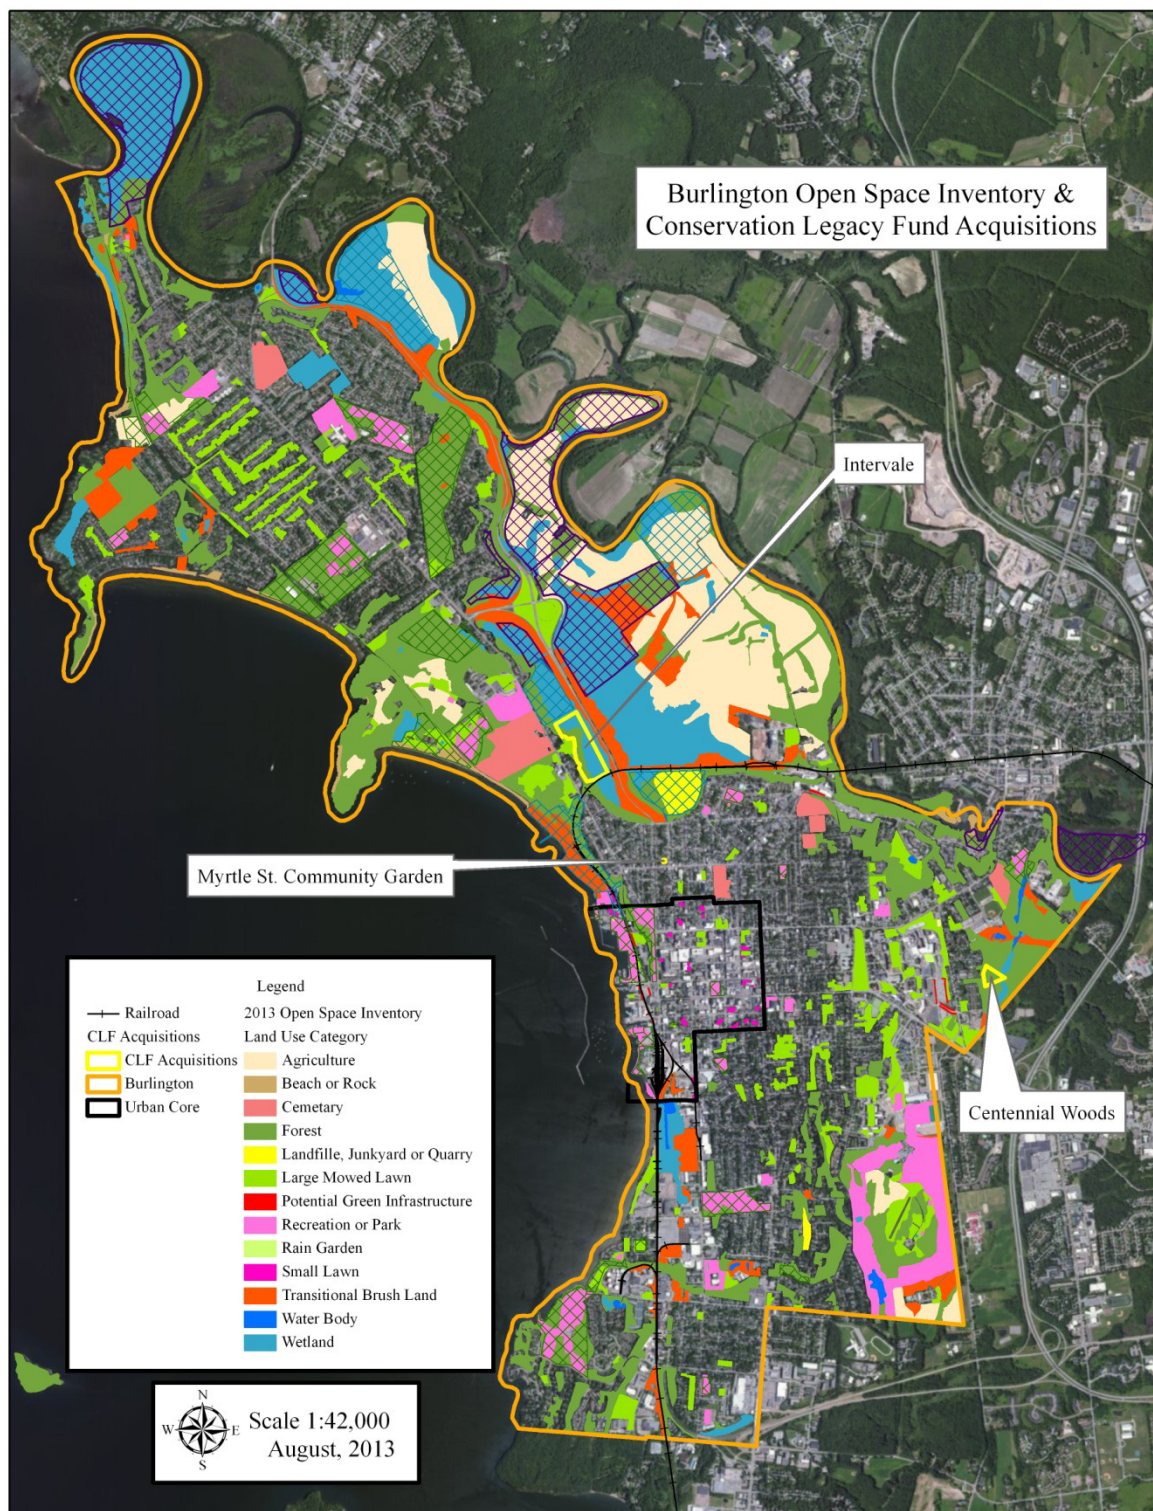 Burlington Open Space Inventory &
Conservation Legacy Fund Acquisitions
Intervale
Myrtle St. Community Garden
Centennial Woods
Legend
Railroad
CLF Acquisitions
CLF Acquisitions
Burlington
Urban Core
2013 Open Space Inventory
Land Use Category
Agriculture
Beach or Rock
Cemetary
Forest
Landfille, Junkyard or Quarry
Large Mowed Lawn
Potential Green Infrastructure
Recreation or Park
Rain Garden
Small Lawn
Transitional Brush Land
Water Body
Wetland
N
W E
S
Scale 1:42,000
August, 2013